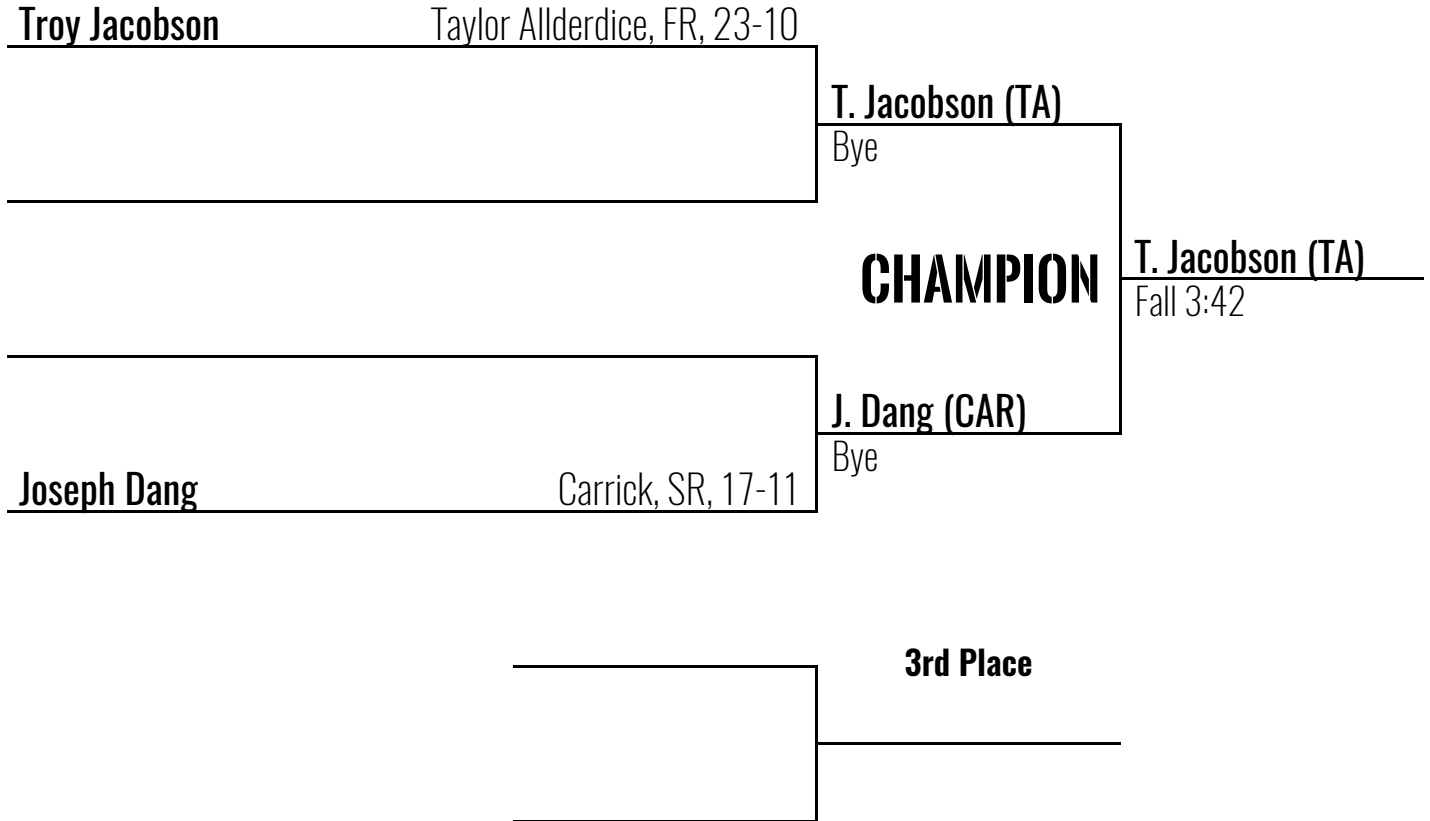 Troy Jacobson Taylor Allderdice, FR, 23-10
T. Jacobson (TA)
Bye
CHAMPION
T. Jacobson (TA)
Fall 3:42
J. Dang (CAR)
Bye
Joseph Dang Carrick, SR, 17-11
3rd Place